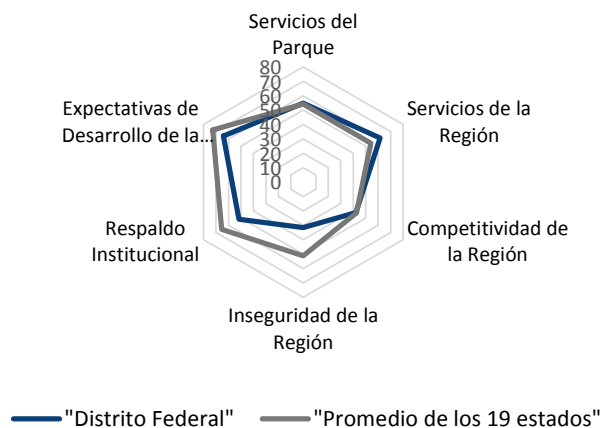 Servicios del
Parque
80
70
60
50
40
30
20
10
0
Expectativas de
Desarrollo de la...
Servicios de la
Región
Respaldo
Institucional
Competitividad de
la Región
Inseguridad de la
Región
"Distrito Federal"
"Promedio de los 19 estados"